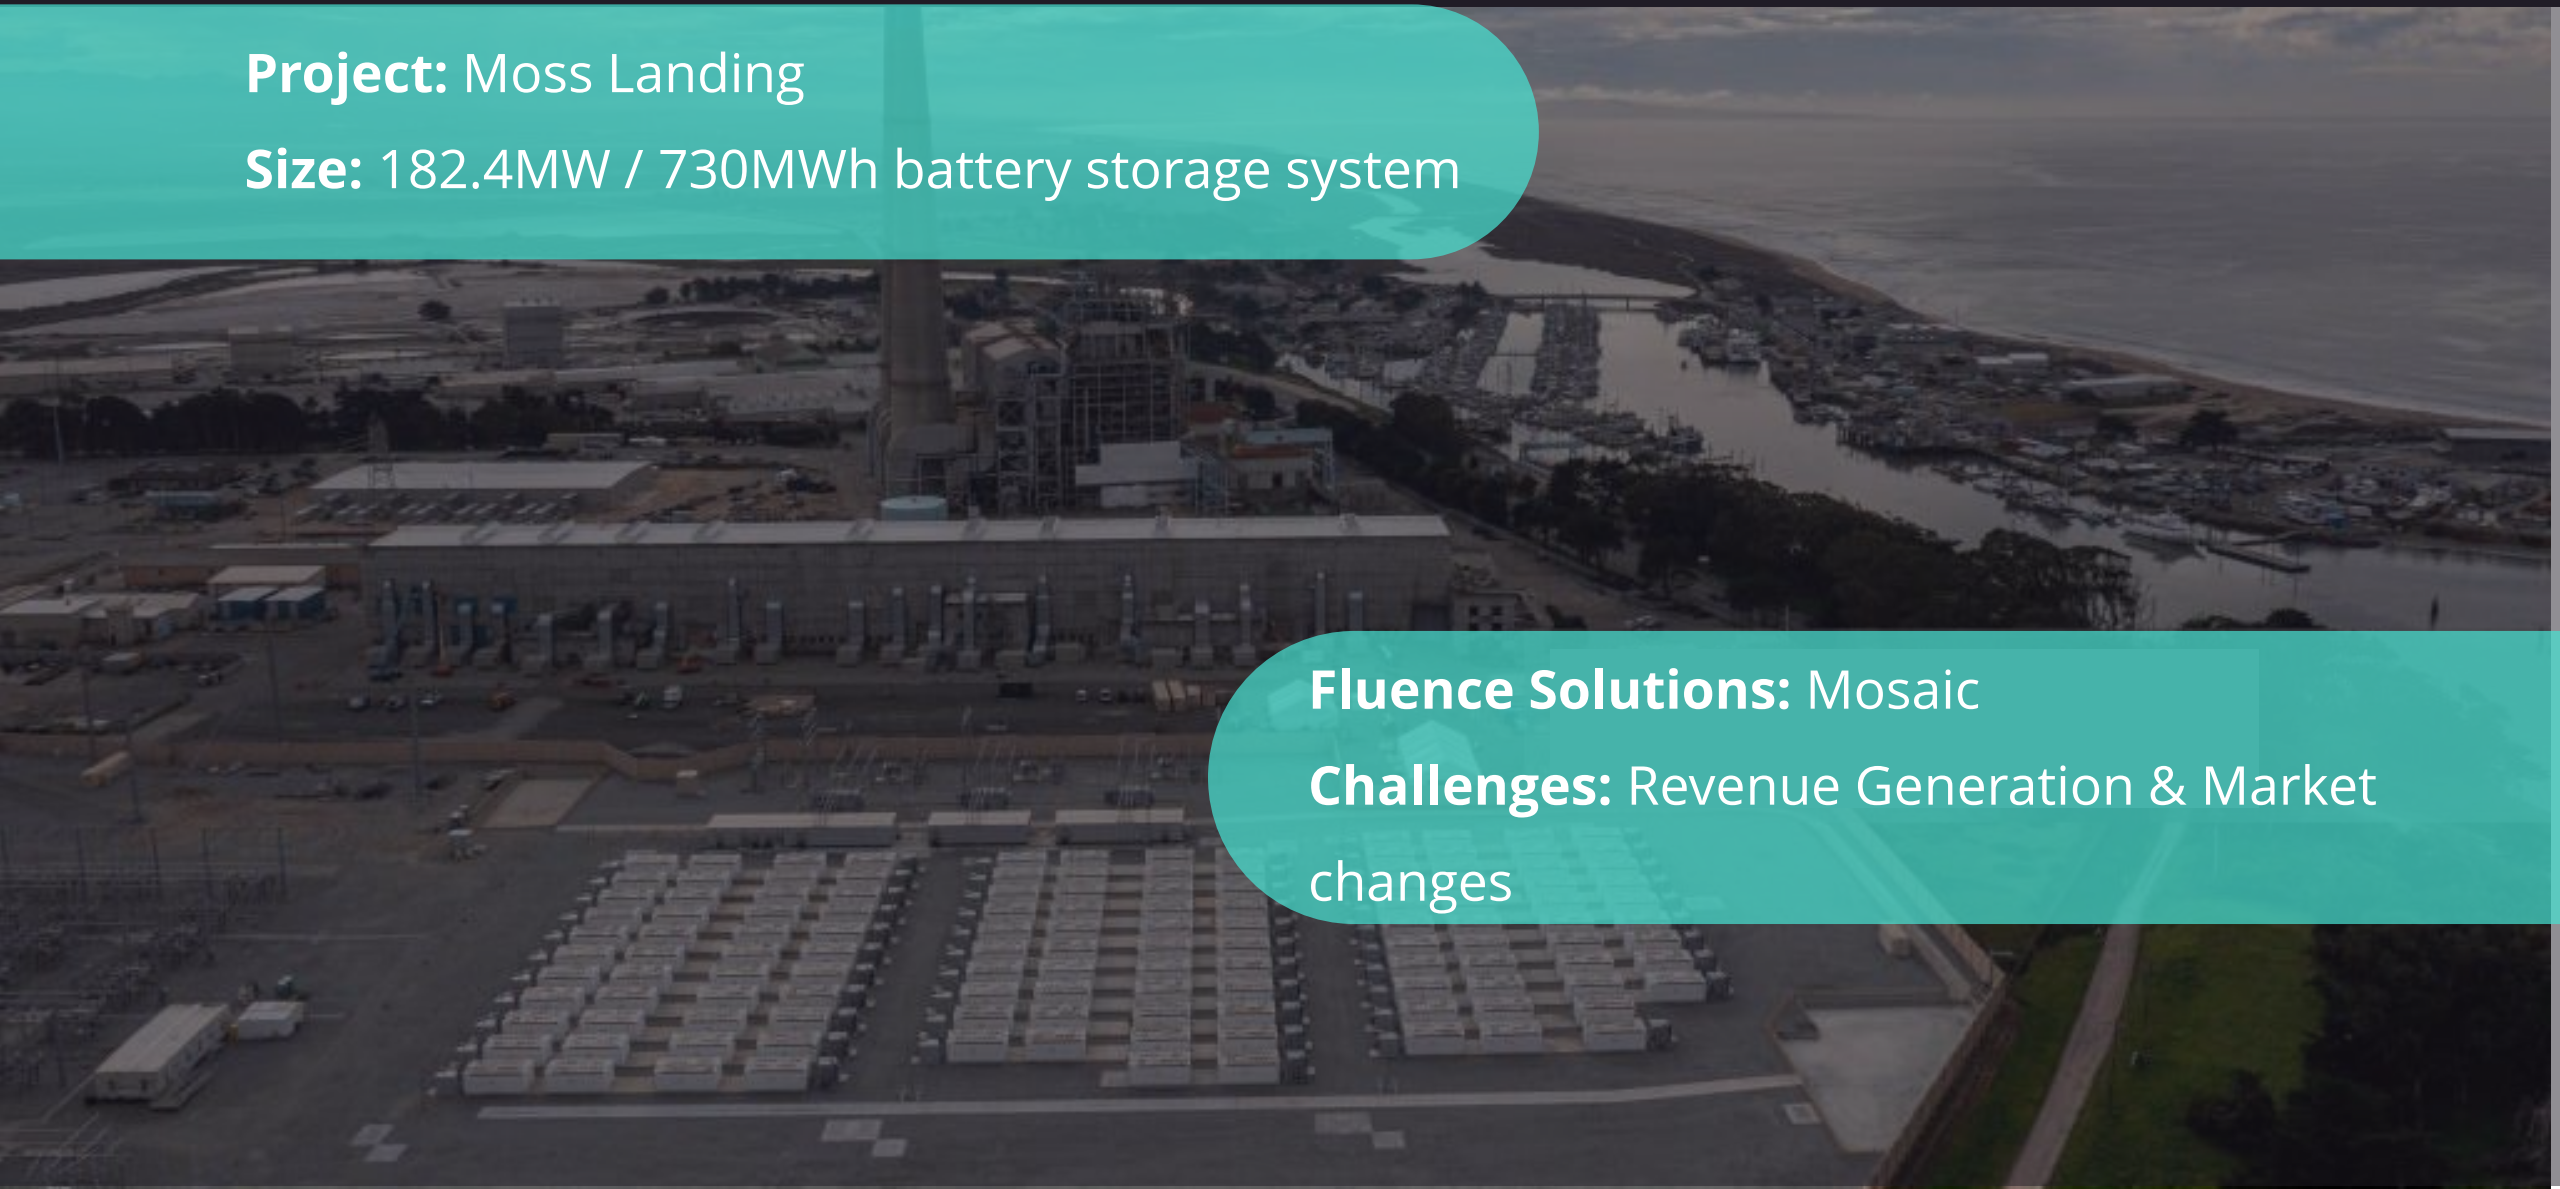 Project: Moss Landing
Size: 182.4MW / 730MWh battery storage system
Fluence Solutions: Mosaic
Challenges: Revenue Generation & Market
changes